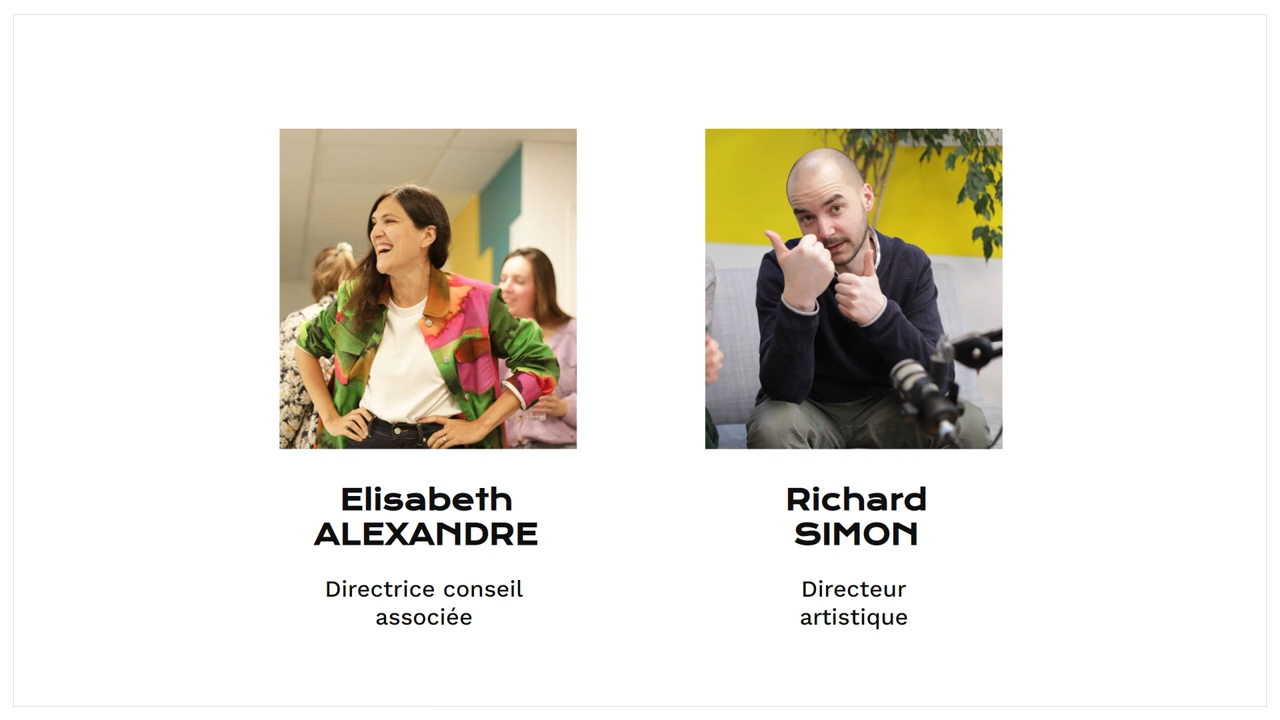 Elisabeth
ALEXANDRE
Directrice conseil
associée
Richard
SIMON
Directeur
artistique